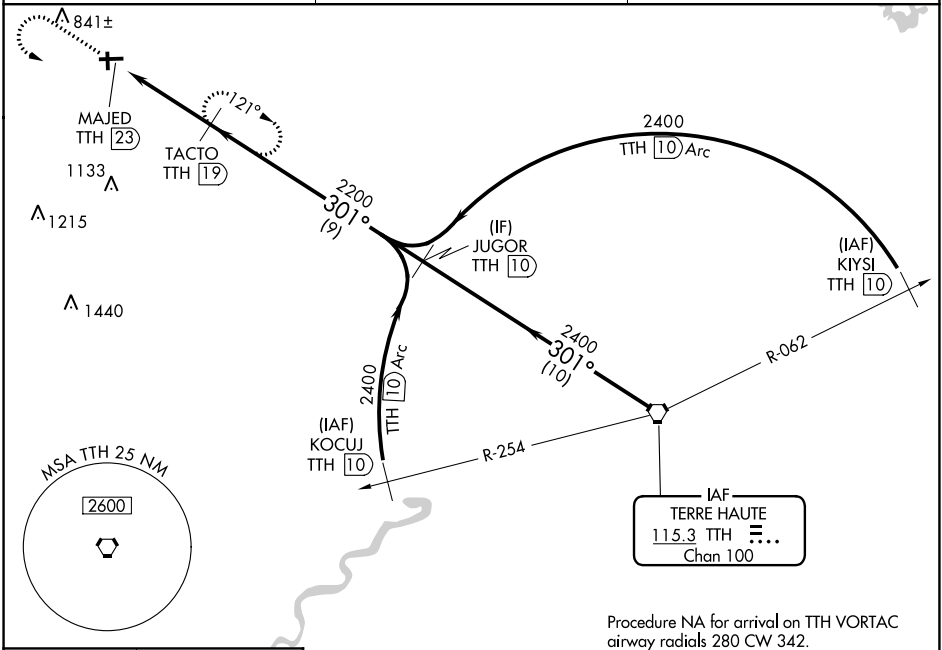 841±
MAJED
TTH 23
121°
TACTO
TTH 19
1133
1215
1440
2200
301°
(9)
2400
TTH 10 Arc
(IF)
JUGOR
TTH 10
(IAF)
KIYSI
TTH 10
R-062
2400
301°
(10)
2400
TTH 10 Arc
(IAF)
KOCUJ
TTH 10
R-254
MSA TTH 25 NM
2600
IAF
TERRE HAUTE
115.3 TTH
Chan 100
Procedure NA for arrival on TTH VORTAC
airway radials 280 CW 342.